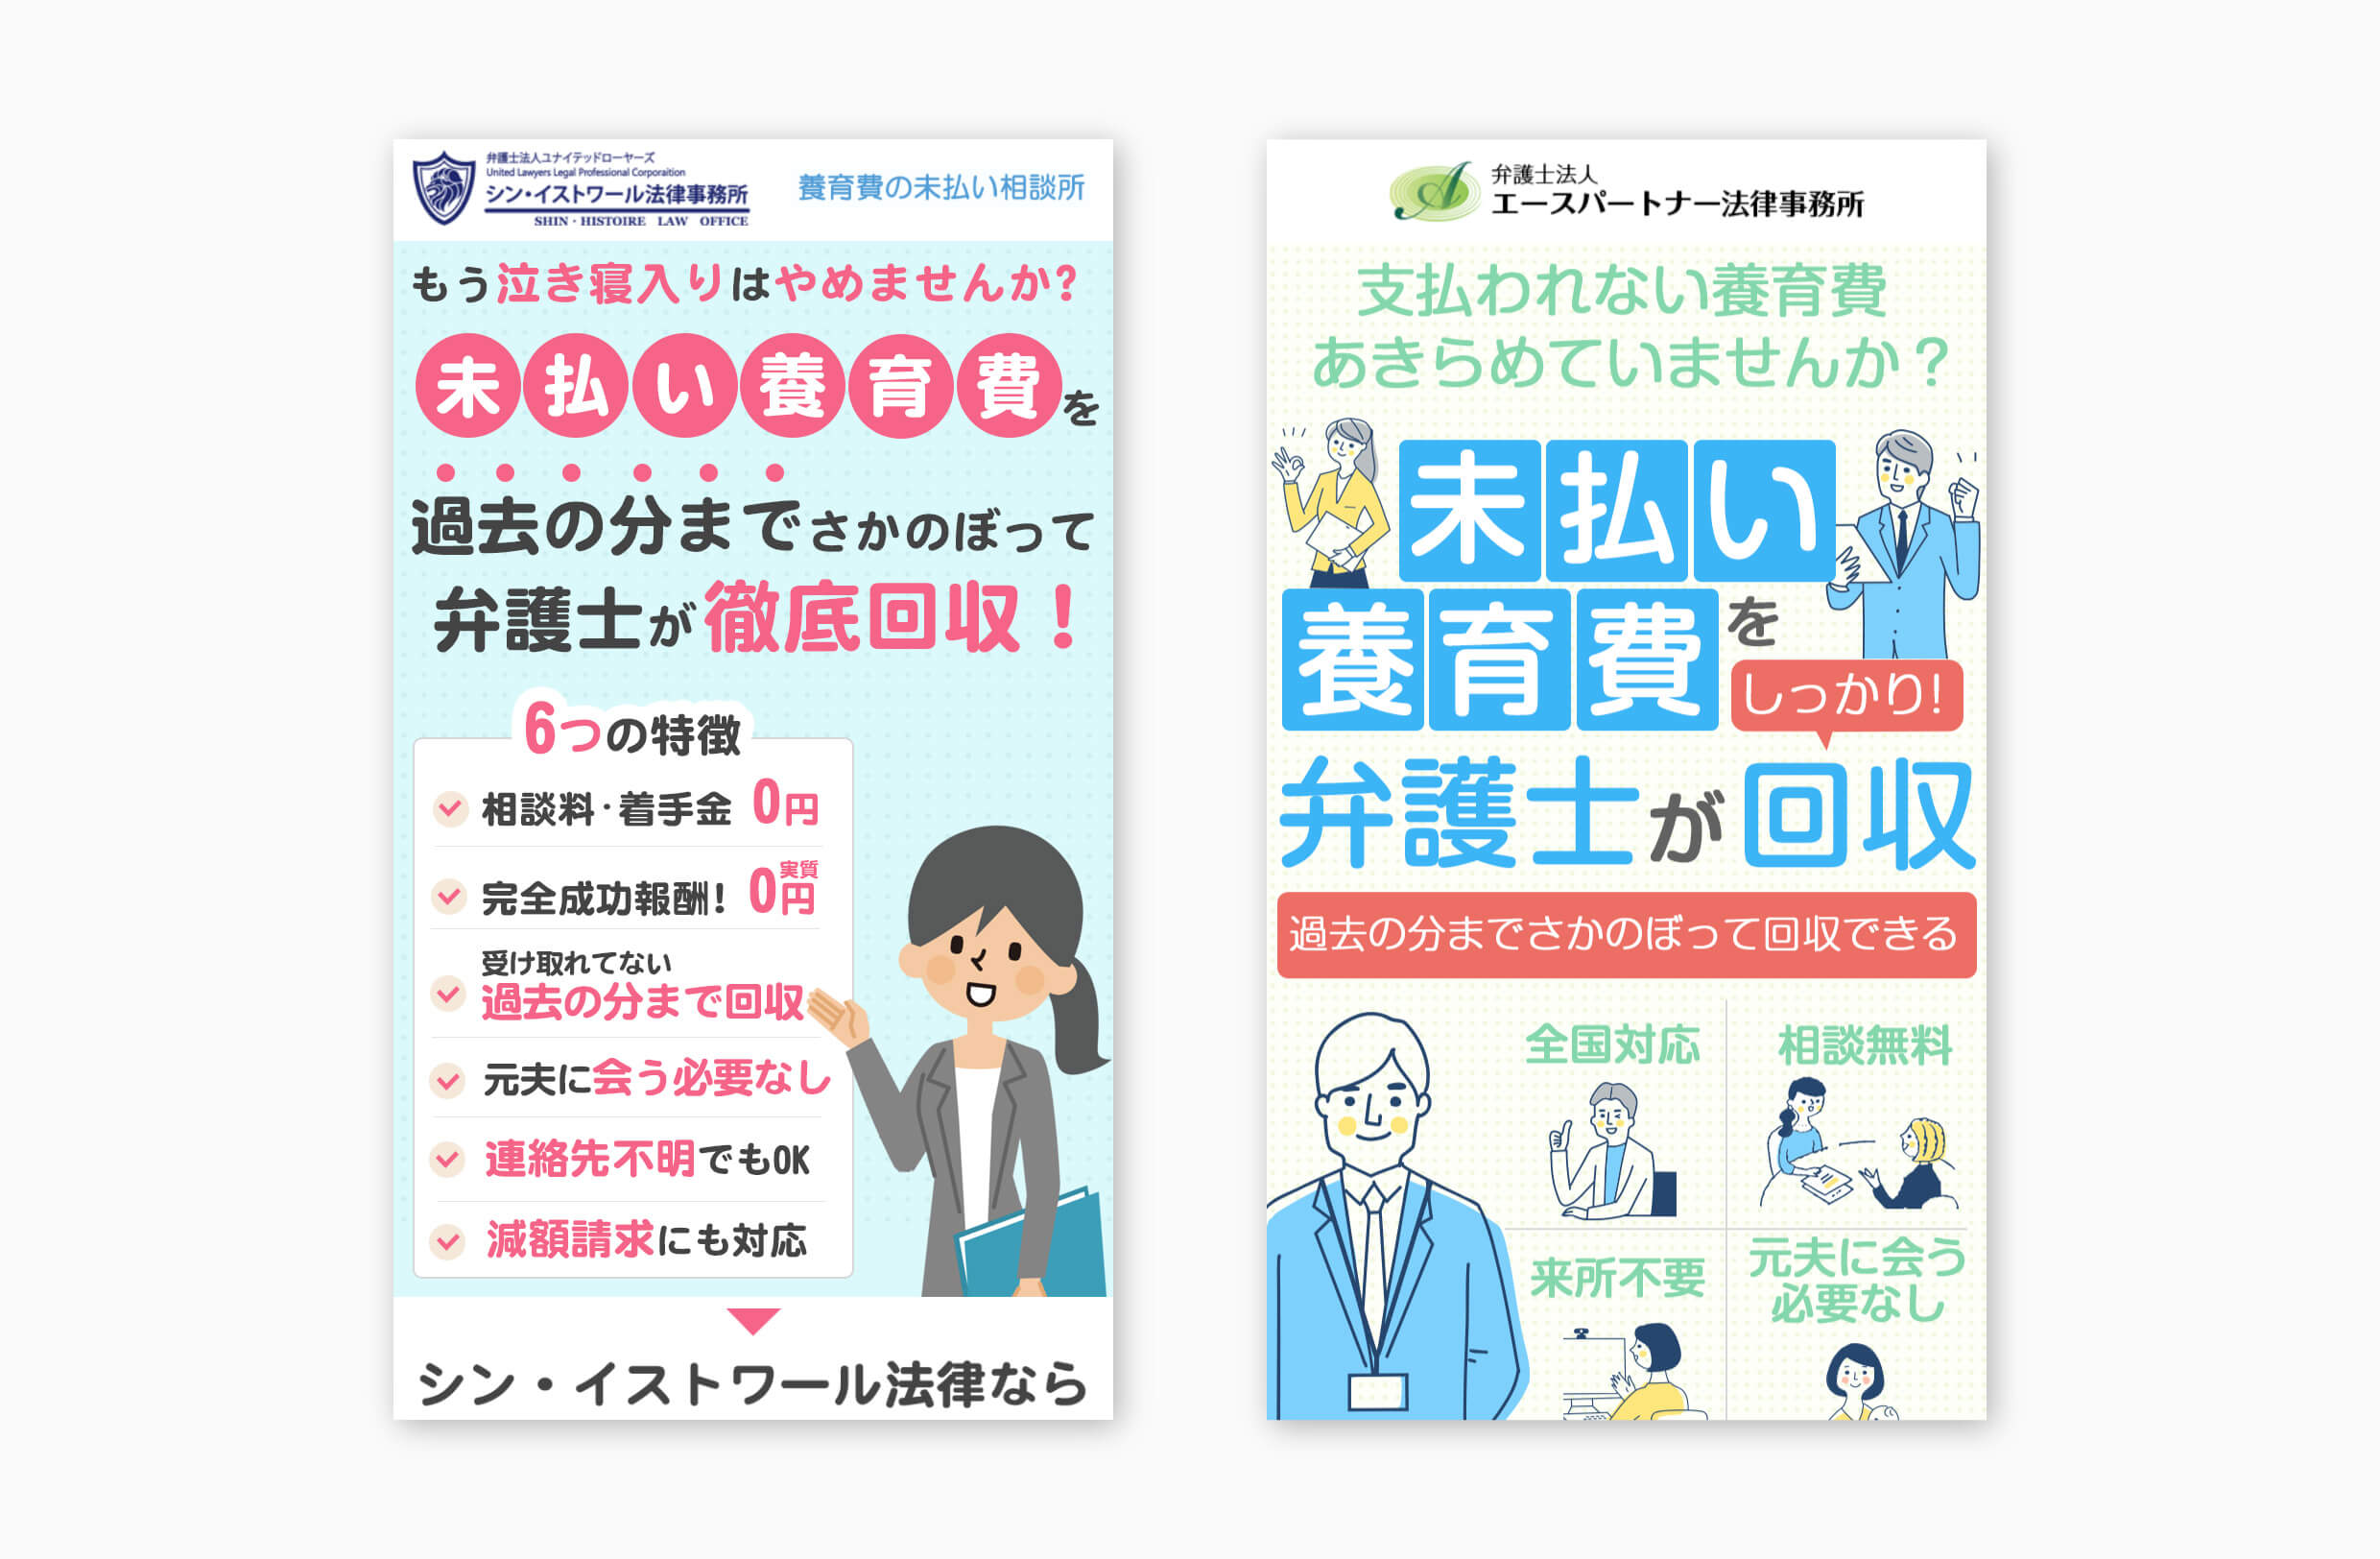 弁護士法人ユナイテッドローヤーズ
United Lawyers Legal Professional Corporaition
シン・イストワール法律事務所
SHIN・HISTOIRE LAW OFFICE
養育費の未払い相談所
もう泣き寝入りはやめませんか?
未払い養育費を
過去の分までさかのぼって
弁護士が徹底回収！
6つの特徴
相談料・着手金 0円
完全成功報酬! 実質0円
受け取れてない
過去の分まで回収
元夫に会う必要なし
連絡先不明でもOK
減額請求にも対応
シン・イストワール法律なら
弁護士法人
エースパートナー法律事務所
支払われない養育費
あきらめていませんか？
未払い
養育費を
しっかり!
弁護士が回収
過去の分までさかのぼって回収できる
全国対応
相談無料
来所不要
元夫に会う
必要なし